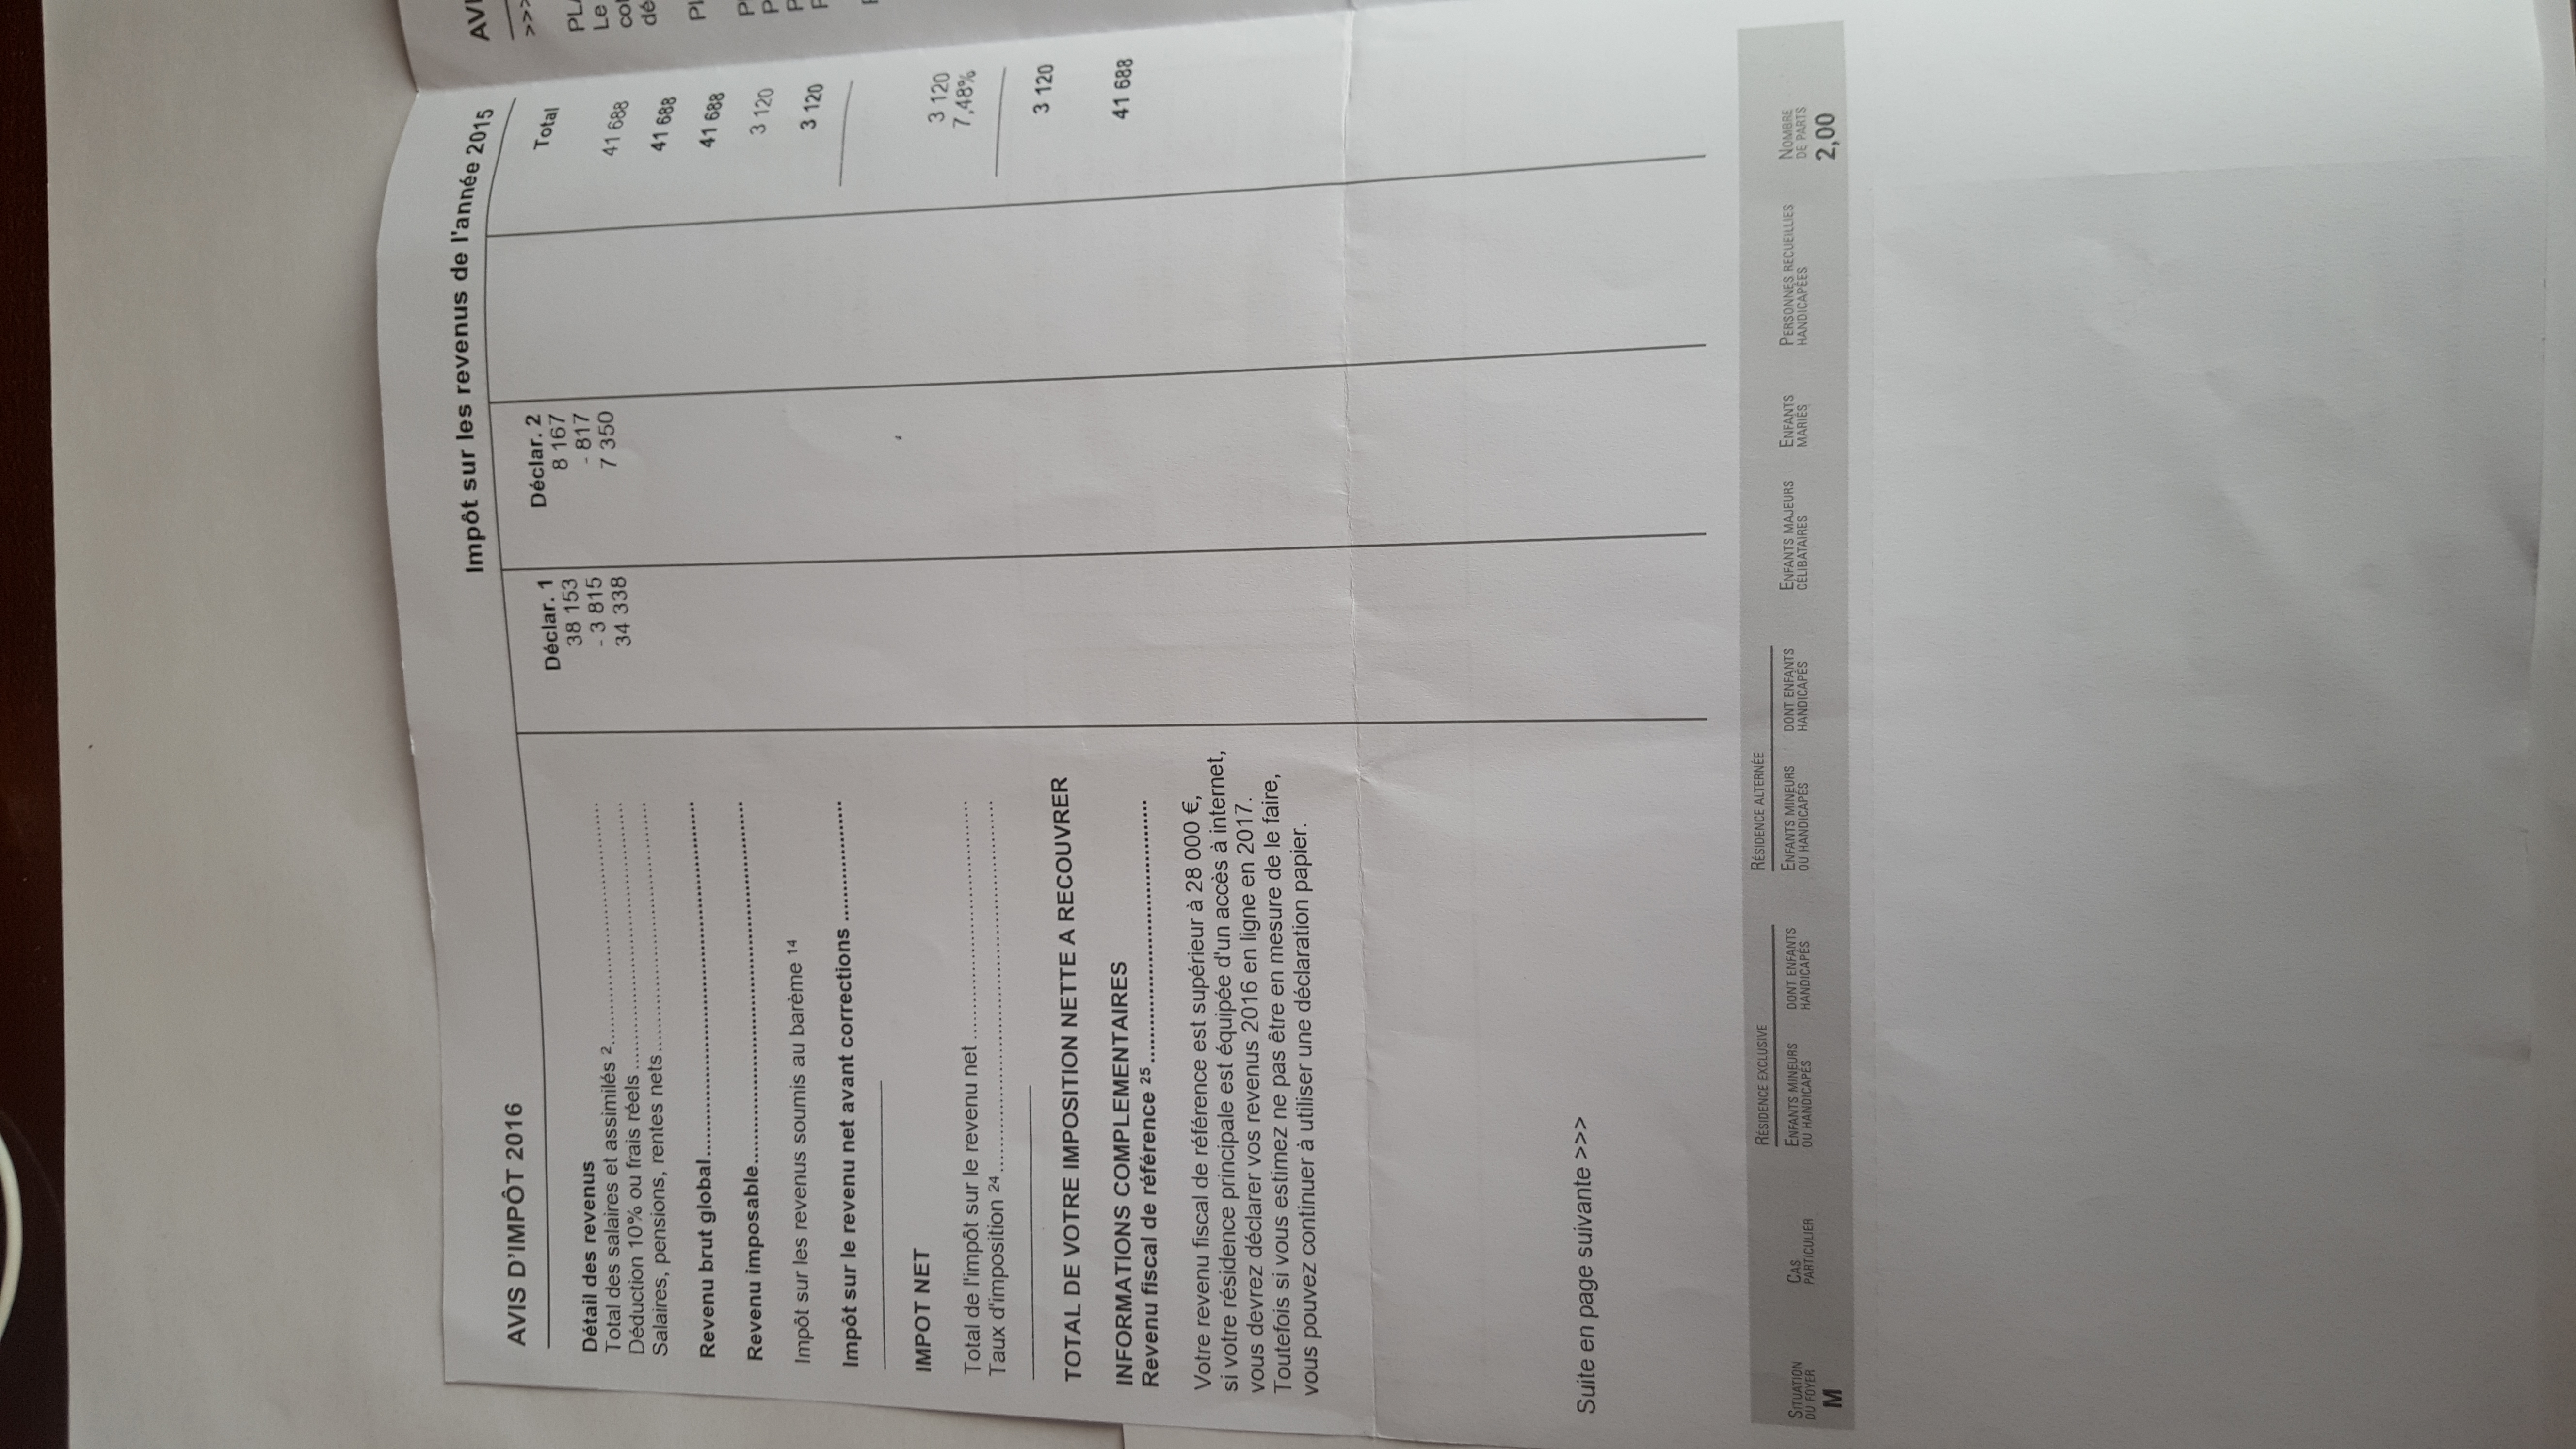 Impôt sur les revenus de l'année 2015
AVIS D'IMPÔT 2016
Déclar. 1 Déclar. 2 Total
Détail des revenus
Total des salaires et assimilés 2 38 153 8 167
Déduction 10% ou frais réels - 3 815 - 817
Salaires, pensions, rentes nets 34 338 7 350 41 688
Revenu brut global 41 688
Revenu imposable 41 688
Impôt sur les revenus soumis au barème 14 3 120
Impôt sur le revenu net avant corrections 3 120
IMPOT NET
Total de l'impôt sur le revenu net 3 120
Taux d'imposition 24 7,48%
TOTAL DE VOTRE IMPOSITION NETTE A RECOUVRER 3 120
INFORMATIONS COMPLEMENTAIRES
Revenu fiscal de référence 25 41 688
Votre revenu fiscal de référence est supérieur à 28 000 €,
si votre résidence principale est équipée d'un accès à internet,
vous devrez déclarer vos revenus 2016 en ligne en 2017.
Toutefois si vous estimez ne pas être en mesure de le faire,
vous pouvez continuer à utiliser une déclaration papier.
Suite en page suivante >>>
RÉSIDENCE EXCLUSIVE RÉSIDENCE ALTERNÉE
SITUATION CAS ENFANTS MINEURS DONT ENFANTS ENFANTS MINEURS DONT ENFANTS ENFANTS MAJEURS ENFANTS PERSONNES RECUEILLIES NOMBRE
DU FOYER PARTICULIER OU HANDICAPÉS HANDICAPÉS OU HANDICAPÉS HANDICAPÉS CÉLIBATAIRES MARIÉS HANDICAPÉES DE PARTS
M 2,00
>>>
Le